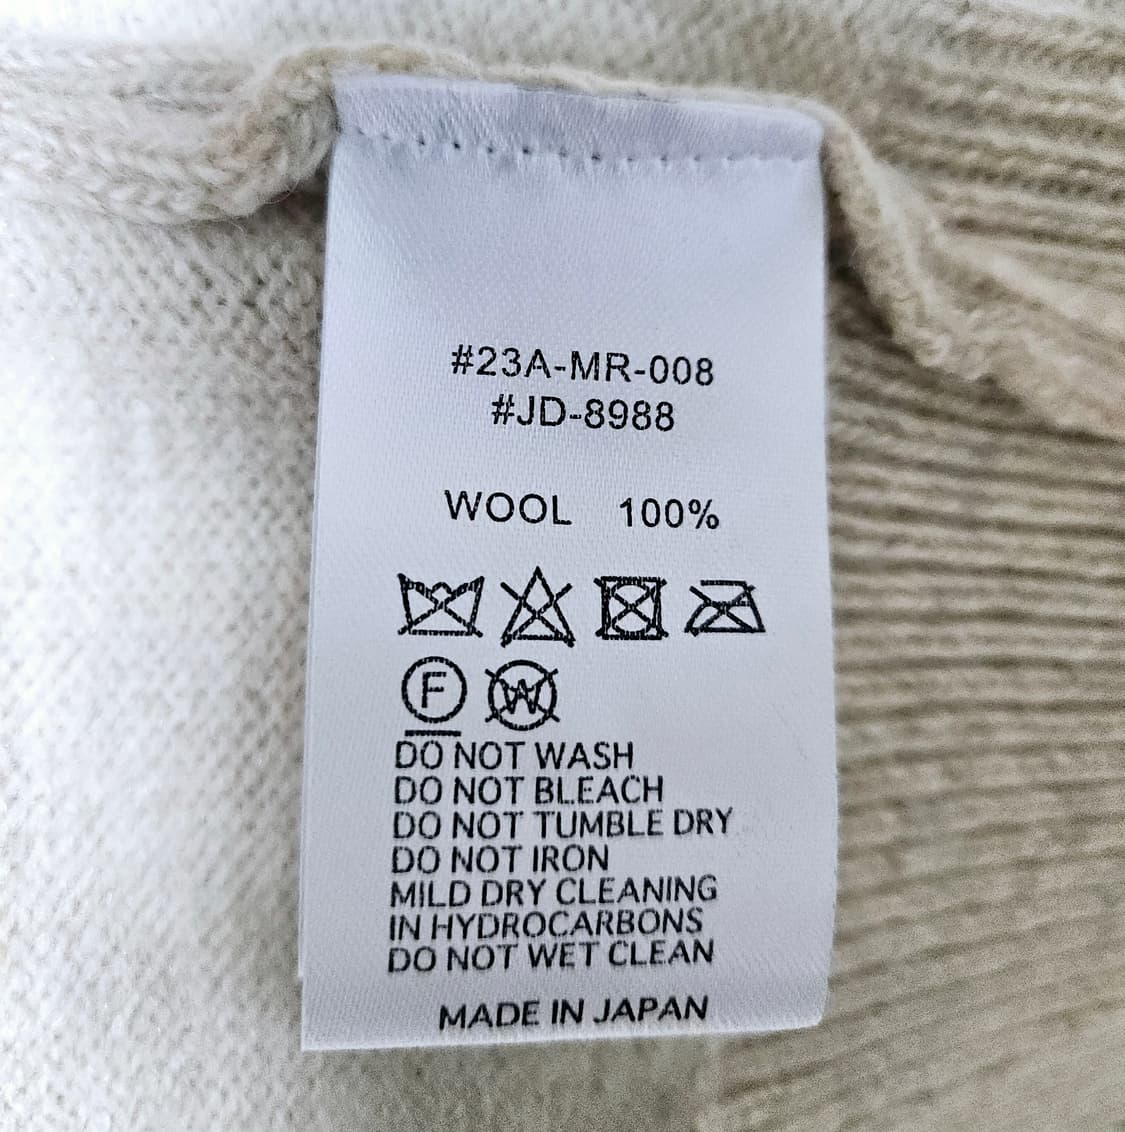 #23A-MR-008
#JD-8988
WOOL 100%
F W
DO NOT WASH
DO NOT BLEACH
DO NOT TUMBLE DRY
DO NOT IRON
MILD DRY CLEANING
IN HYDROCARBONS
DO NOT WET CLEAN
MADE IN JAPAN